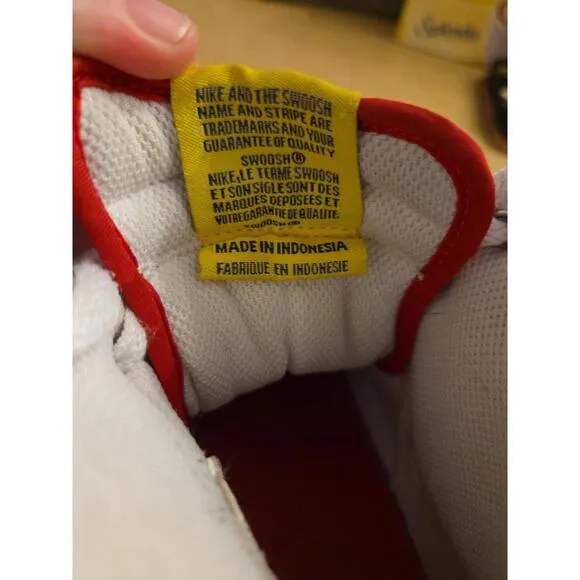 NIKE AND THE SWOOSH
NAME AND STRIPE ARE
TRADEMARKS AND YOUR
GUARANTEE OF QUALITY
SWOOSH®
NIKE, LE TERME SWOOSH
ET SON SIGLE SONT DES
MARQUES DEPOSÉES ET
VOTRE GARANTIE DE QUALITE.
MADE IN INDONESIA
FABRIQUE EN INDONESIE